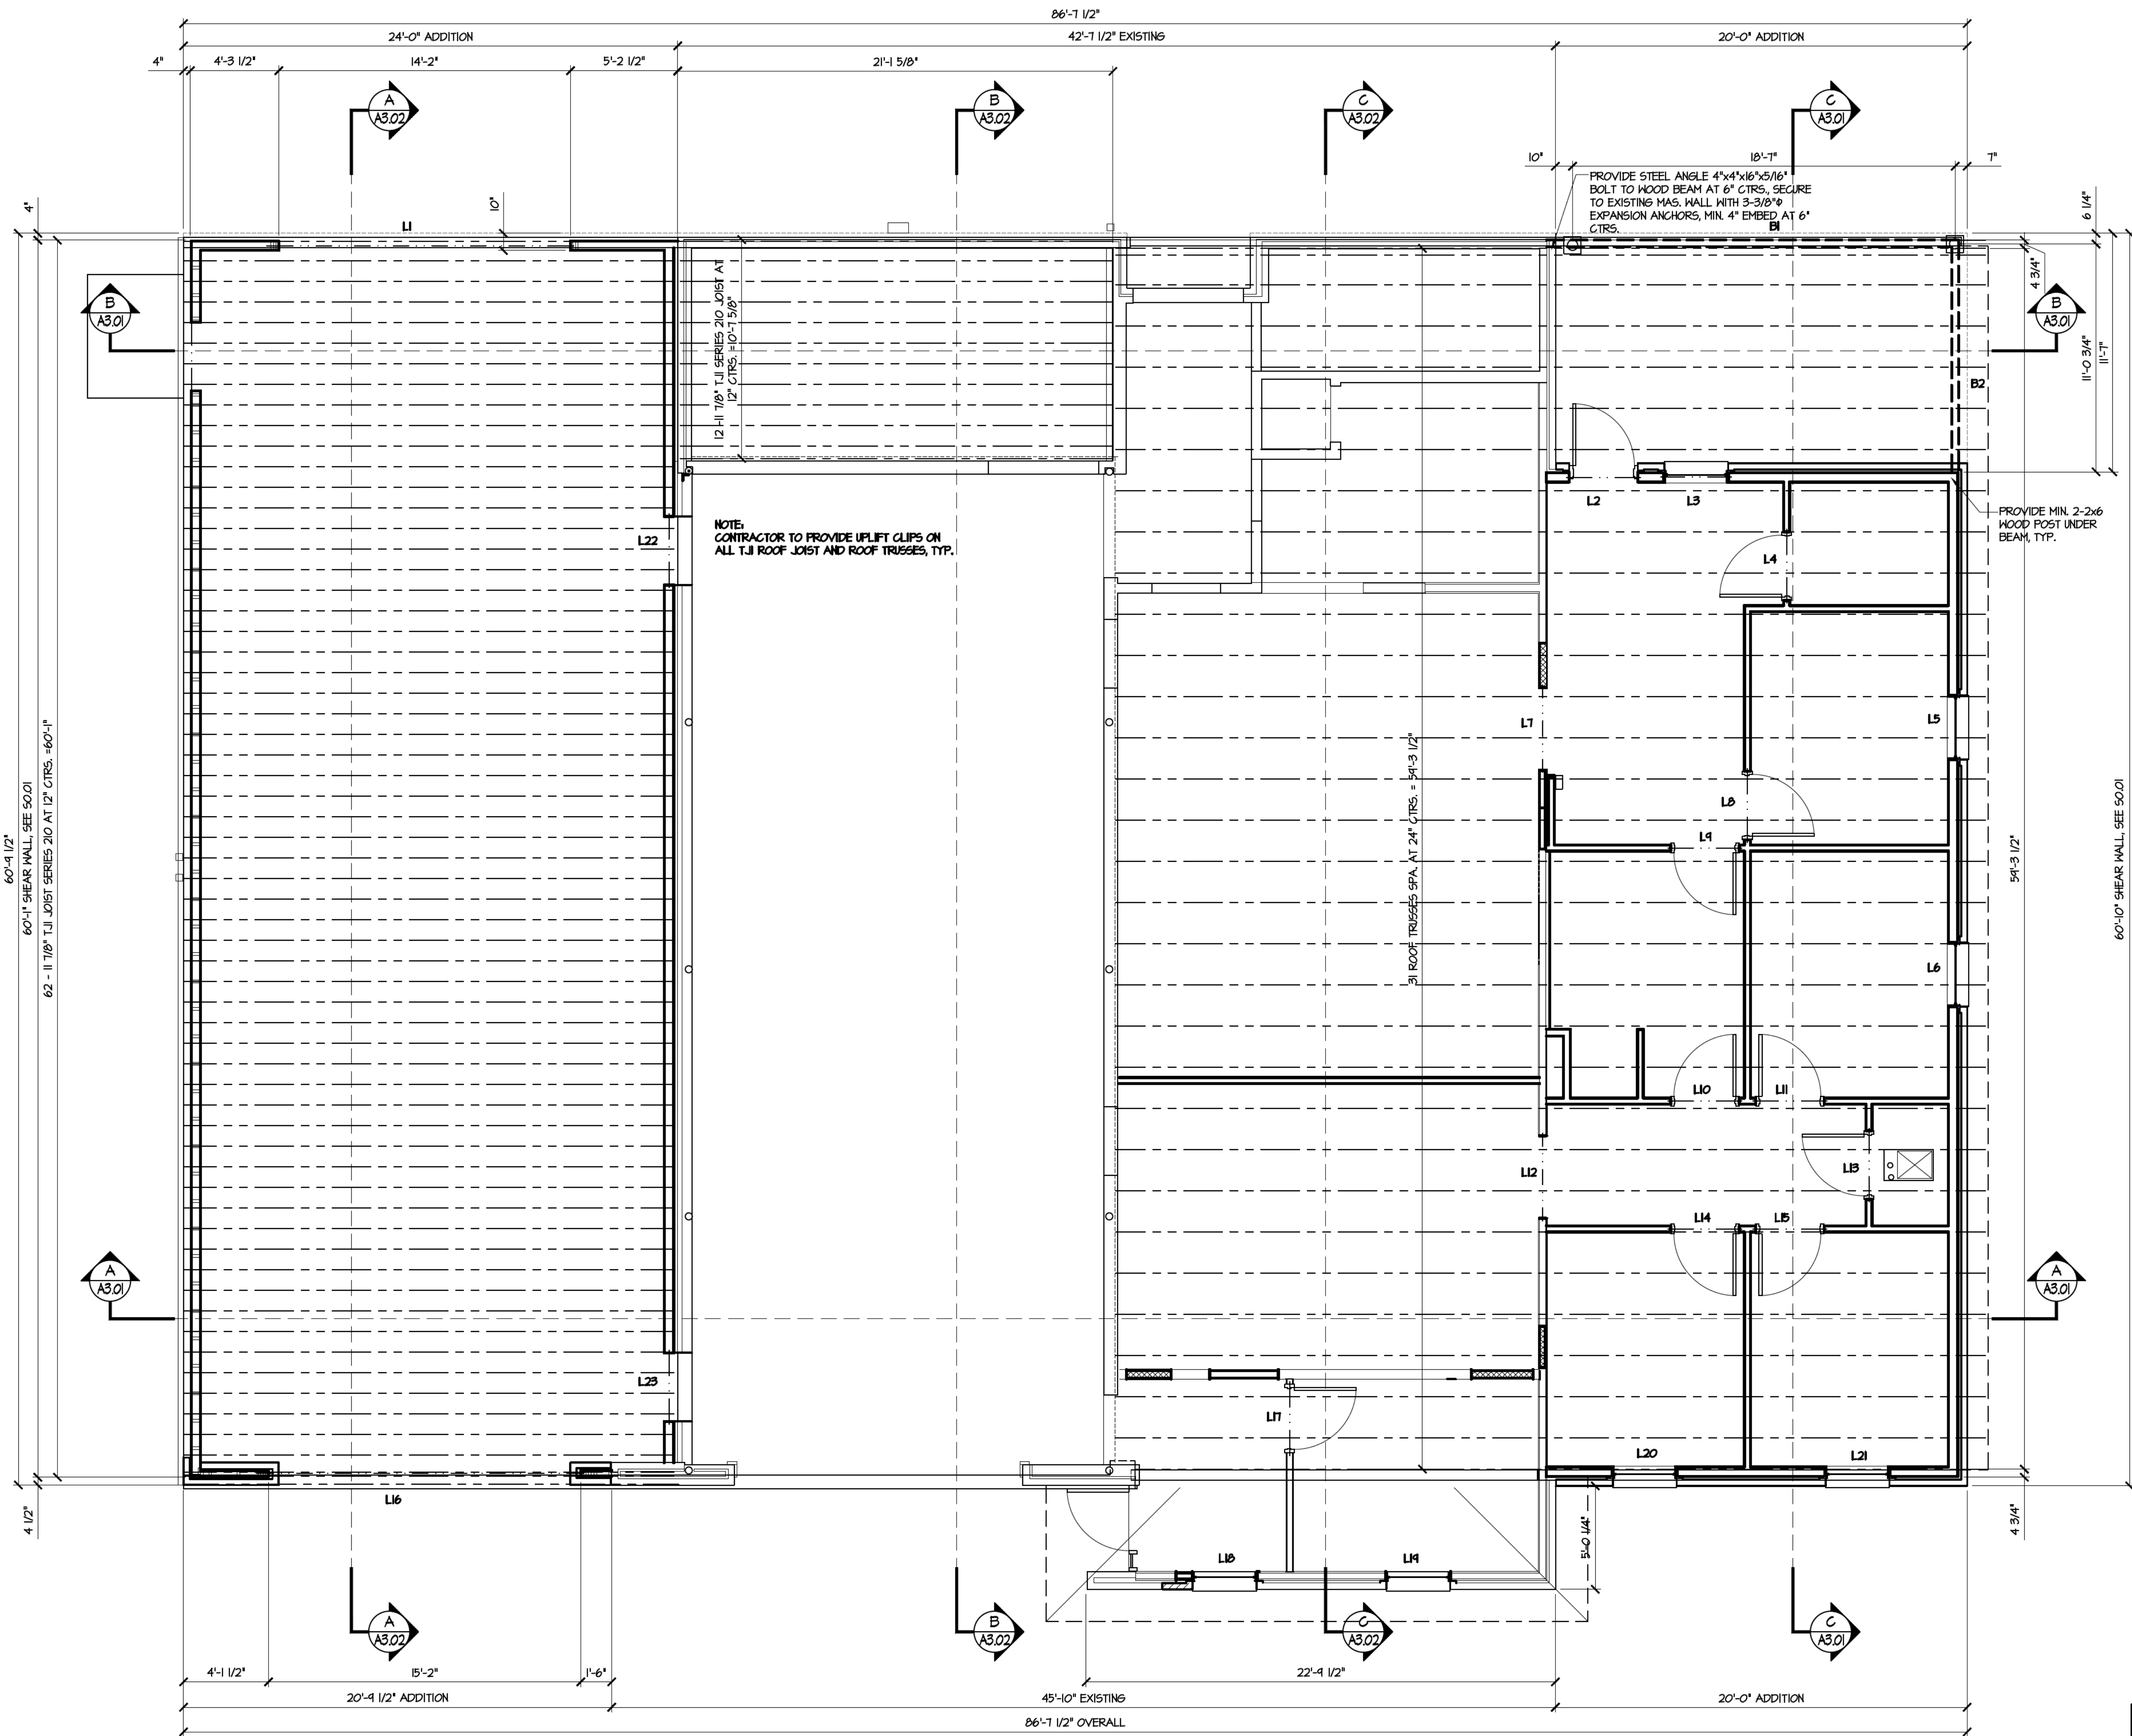 86'-7 1/2"
24'-0" ADDITION
42'-7 1/2" EXISTING
20'-0" ADDITION
4"
4'-3 1/2"
14'-2"
5'-2 1/2"
21'-1 5/8"
A
A3.02
B
A3.02
C
A3.02
C
A3.01
10"
18'-7"
7"
PROVIDE STEEL ANGLE 4"x4"x16"x5/16"
BOLT TO WOOD BEAM AT 6" CTRS., SECURE
TO EXISTING MAS. WALL WITH 3-3/8"Φ
EXPANSION ANCHORS, MIN. 4" EMBED AT 6"
CTRS.
4"
10"
L1
B1
6 1/4"
4 3/4"
B
A3.01
B
A3.01
12 -11 7/8" TJI SERIES 210 JOIST AT
12" CTRS. =10'-7 5/8"
11'-0 3/4"
11'-7"
B2
L2
L3
PROVIDE MIN. 2-2x6
WOOD POST UNDER
BEAM, TYP.
NOTE:
CONTRACTOR TO PROVIDE UPLIFT CLIPS ON
ALL TJI ROOF JOIST AND ROOF TRUSSES, TYP.
L22
L4
L5
L7
L8
L9
60'-9 1/2"
60'-1" SHEAR WALL, SEE S0.01
62 - 11 7/8" TJI JOIST SERIES 210 AT 12" CTRS. =60'-1"
31 ROOF TRUSSES SPA. AT 24" CTRS. = 59'-3 1/2"
59'-3 1/2"
60'-10" SHEAR WALL, SEE S0.01
L6
L10
L11
L12
L13
L14
L15
A
A3.01
A
A3.01
L23
L17
L20
L21
L16
4 1/2"
4 3/4"
5'-0 1/4"
L18
L19
A
A3.02
B
A3.02
C
A3.02
C
A3.01
4'-1 1/2"
15'-2"
1'-6"
22'-9 1/2"
20'-9 1/2" ADDITION
45'-10" EXISTING
20'-0" ADDITION
86'-7 1/2" OVERALL